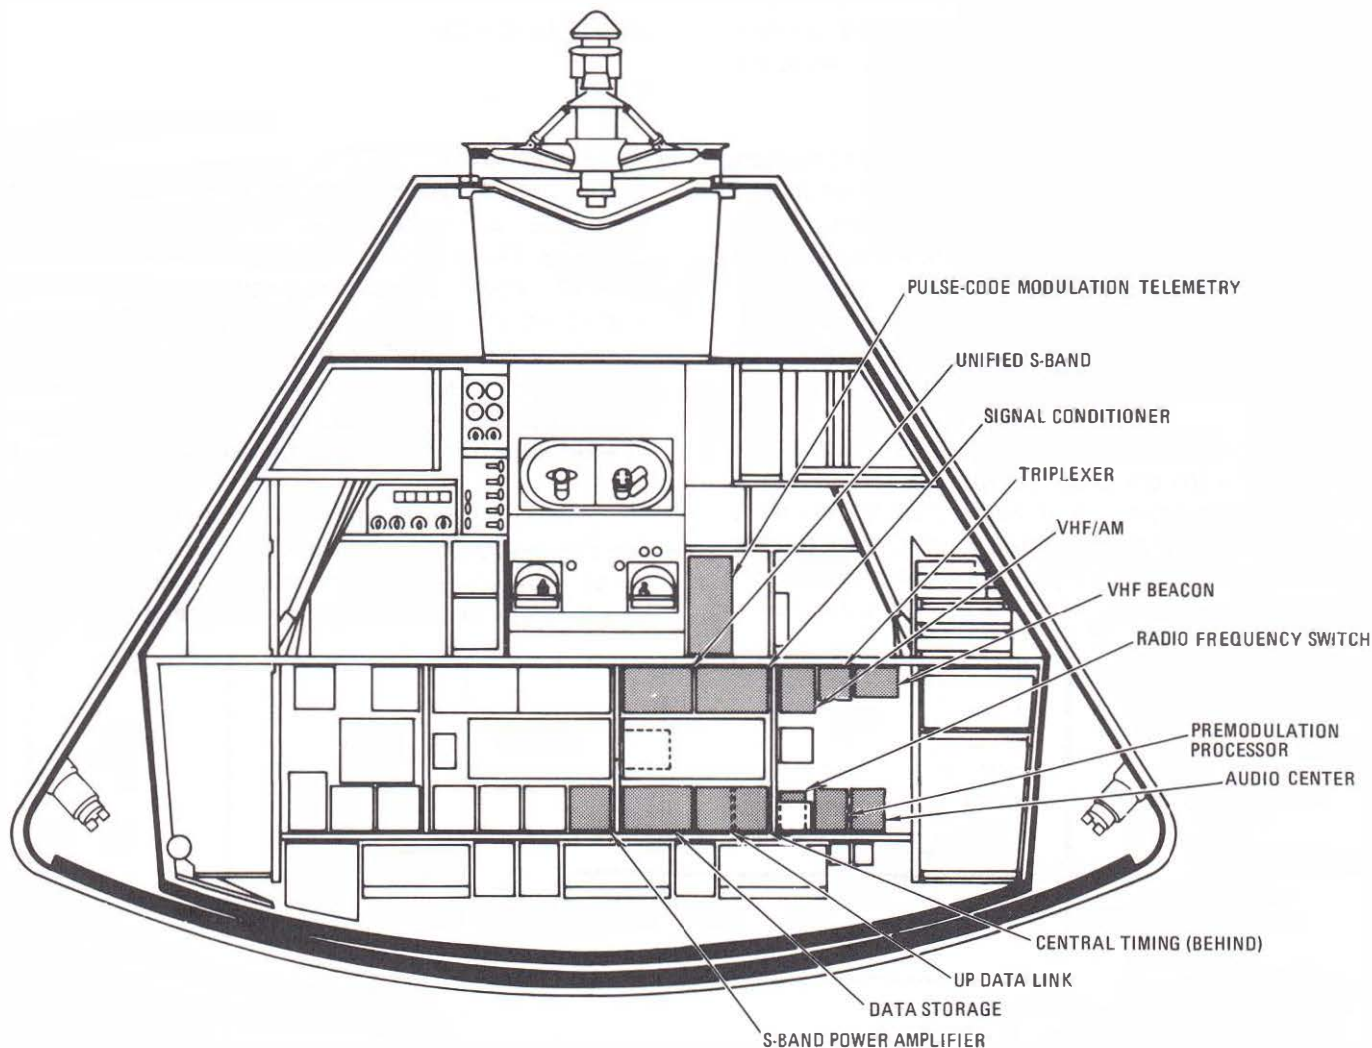 PULSE-CODE MODULATION TELEMETRY
UNIFIED S-BAND
SIGNAL CONDITIONER
TRIPLEXER
VHF/AM
VHF BEACON
RADIO FREQUENCY SWITCH
PREMODULATION
PROCESSOR
AUDIO CENTER
CENTRAL TIMING (BEHIND)
UP DATA LINK
DATA STORAGE
S-BAND POWER AMPLIFIER